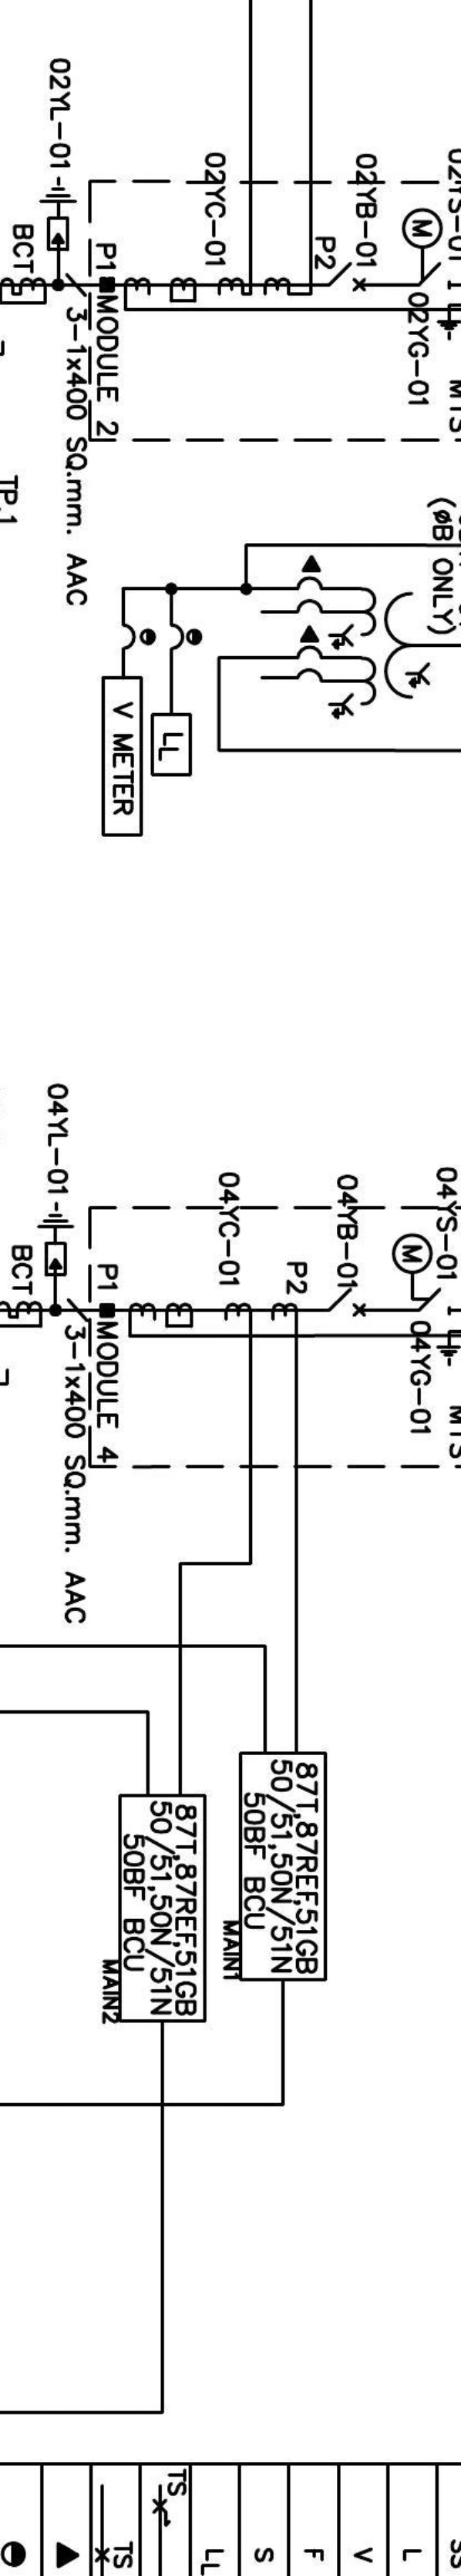 02YS-01
02YB-01
M
02YG-01
P2
02YC-01
P1
MODULE 2
02YL-01
BCT
3-1x400 SQ.mm. AAC
TP.1
(øB ONLY)
LL
V METER
04YS-01
04YB-01
M
04YG-01
P2
04YC-01
P1
MODULE 4
04YL-01
BCT
3-1x400 SQ.mm. AAC
87T,87REF,51GB
50/51,50N/51N
50BF BCU
MAIN1
87T,87REF,51GB
50/51,50N/51N
50BF BCU
MAIN2
L
V
F
S
LL
TS
TS